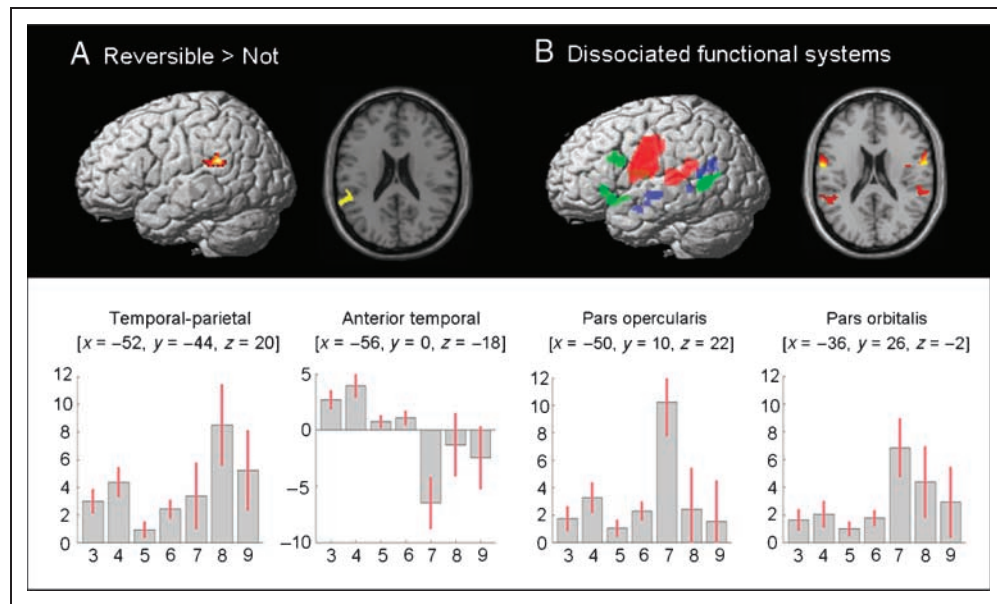 A Reversible > Not
B Dissociated functional systems
Temporal-parietal
[x = −52, y = −44, z = 20]
12
10
8
6
4
2
0
3 4 5 6 7 8 9
Anterior temporal
[x = −56, y = 0, z = −18]
5
0
−5
−10
3 4 5 6 7 8 9
Pars opercularis
[x = −50, y = 10, z = 22]
12
10
8
6
4
2
0
3 4 5 6 7 8 9
Pars orbitalis
[x = −36, y = 26, z = −2]
12
10
8
6
4
2
0
3 4 5 6 7 8 9